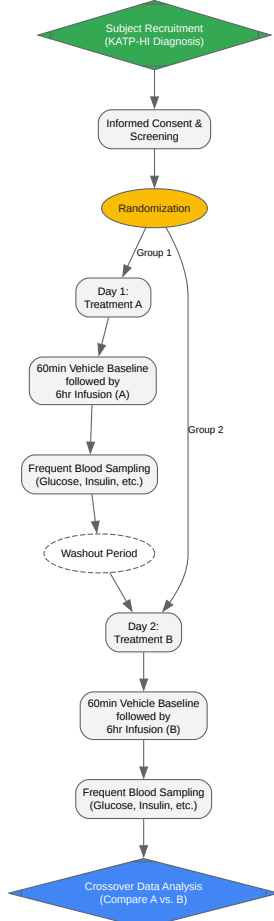 Subject Recruitment
(KATP-HI Diagnosis)
Informed Consent &
Screening
Randomization
Group 1
Day 1:
Treatment A
60min Vehicle Baseline
followed by
6hr Infusion (A)
Group 2
Frequent Blood Sampling
(Glucose, Insulin, etc.)
Washout Period
Day 2:
Treatment B
60min Vehicle Baseline
followed by
6hr Infusion (B)
Frequent Blood Sampling
(Glucose, Insulin, etc.)
Crossover Data Analysis
(Compare A vs. B)